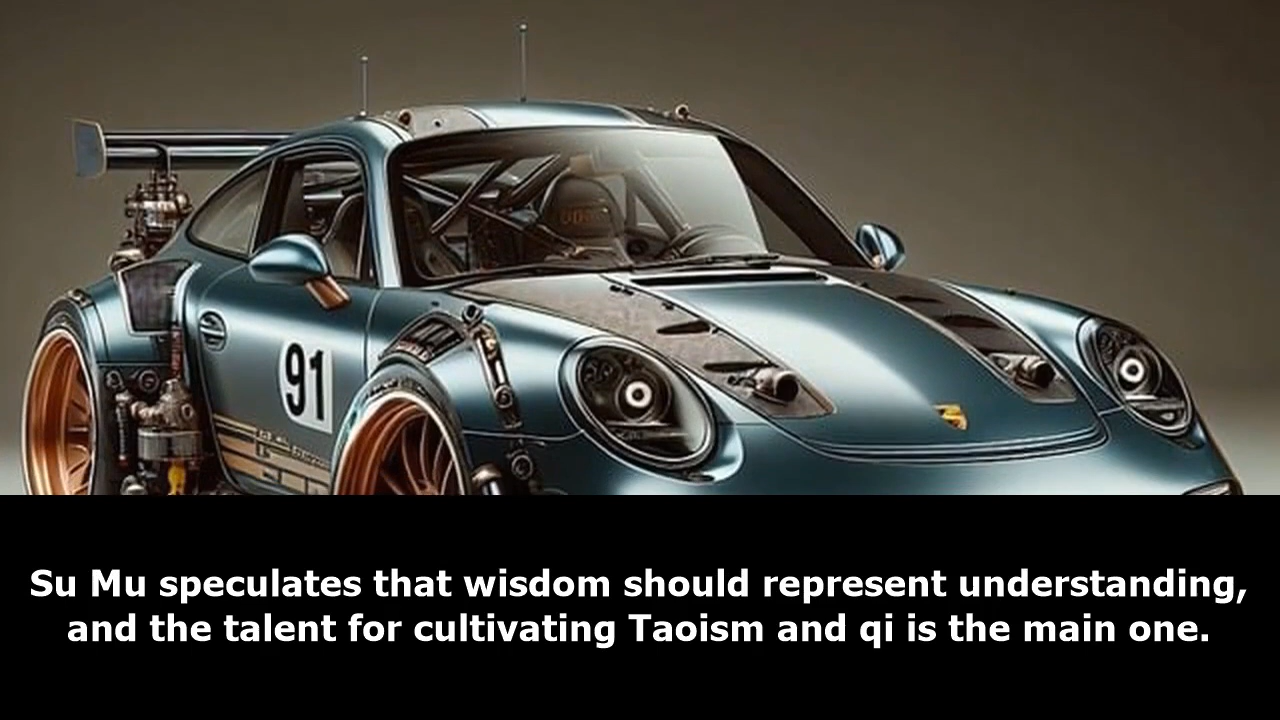 91
Su Mu speculates that wisdom should represent understanding,
and the talent for cultivating Taoism and qi is the main one.